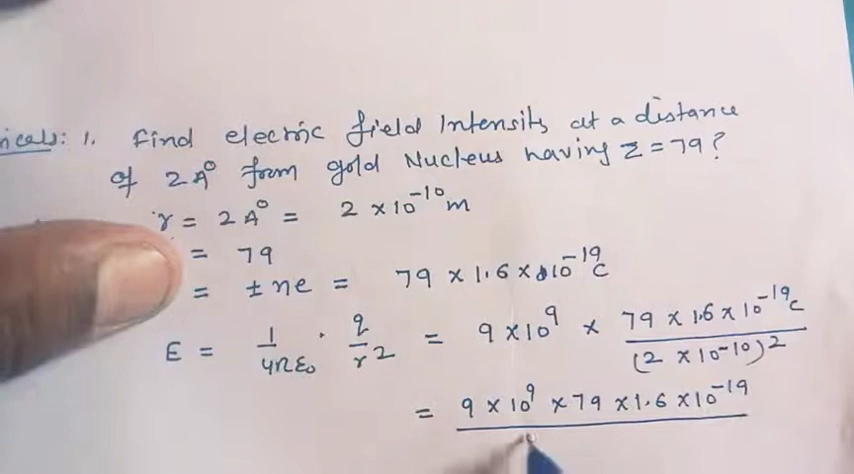 icals: 1. Find electric field Intensity at a distance
of 2A° from gold Nucleus having Z = 79?
r = 2A° = 2 × 10⁻¹⁰ m
= 79
= ± ne = 79 × 1.6 × 10⁻¹⁹ C
E = 1/4πε₀ · q/r² = 9 × 10⁹ × 79 × 1.6 × 10⁻¹⁹ C/(2 × 10⁻¹⁰)²
= 9 × 10⁹ × 79 × 1.6 × 10⁻¹⁹